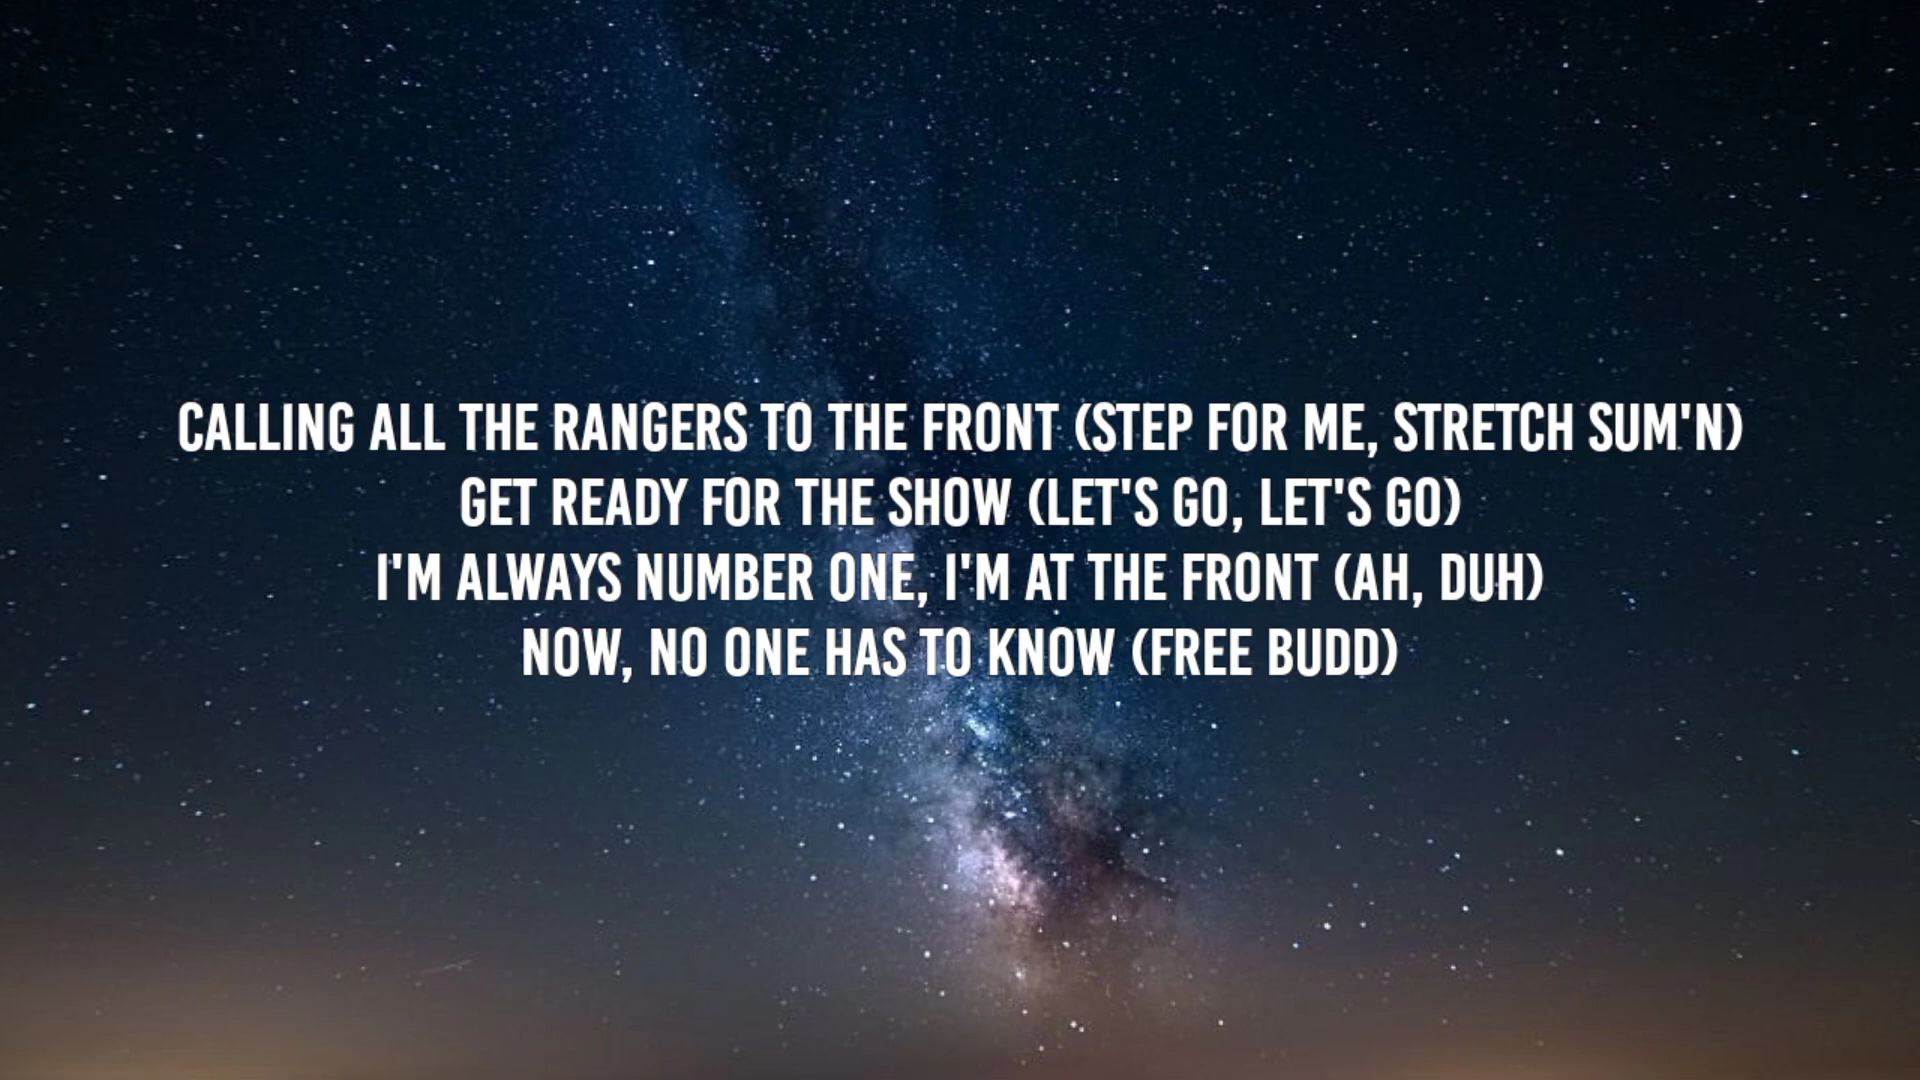 CALLING ALL THE RANGERS TO THE FRONT (STEP FOR ME, STRETCH SUM'N)
GET READY FOR THE SHOW (LET'S GO, LET'S GO)
I'M ALWAYS NUMBER ONE, I'M AT THE FRONT (AH, DUH)
NOW, NO ONE HAS TO KNOW (FREE BUDD)